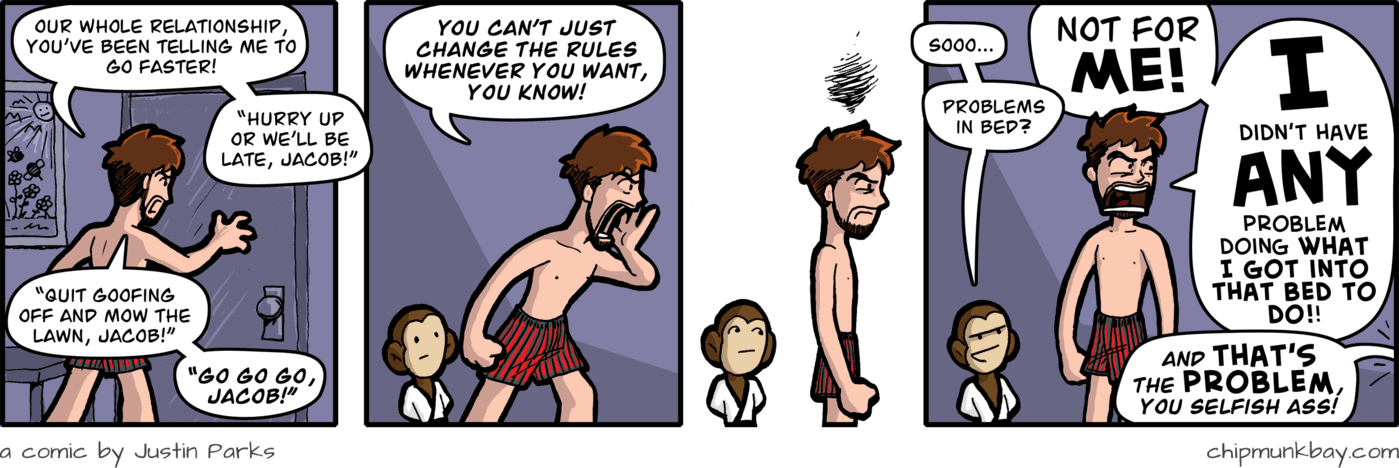 OUR WHOLE RELATIONSHIP,
YOU'VE BEEN TELLING ME TO
GO FASTER!
"HURRY UP
OR WE'LL BE
LATE, JACOB!"
"QUIT GOOFING
OFF AND MOW THE
LAWN, JACOB!"
"GO GO GO,
JACOB!"
YOU CAN'T JUST
CHANGE THE RULES
WHENEVER YOU WANT,
YOU KNOW!
SOOO...
PROBLEMS
IN BED?
NOT FOR
ME!
I
DIDN'T HAVE
ANY
PROBLEM
DOING WHAT
I GOT INTO
THAT BED TO
DO!!
AND THAT'S
THE PROBLEM,
YOU SELFISH ASS!
a comic by Justin Parks
chipmunkbay.com